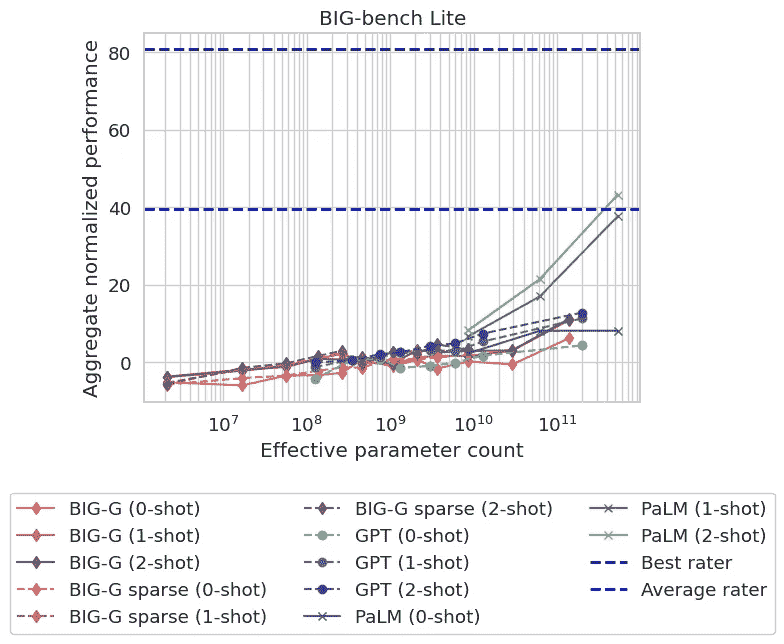 BIG-bench Lite
Aggregate normalized performance
80
60
40
20
0
10^7
10^8
10^9
10^10
10^11
Effective parameter count
BIG-G (0-shot)
BIG-G (1-shot)
BIG-G (2-shot)
BIG-G sparse (0-shot)
BIG-G sparse (1-shot)
BIG-G sparse (2-shot)
GPT (0-shot)
GPT (1-shot)
GPT (2-shot)
PaLM (0-shot)
PaLM (1-shot)
PaLM (2-shot)
Best rater
Average rater